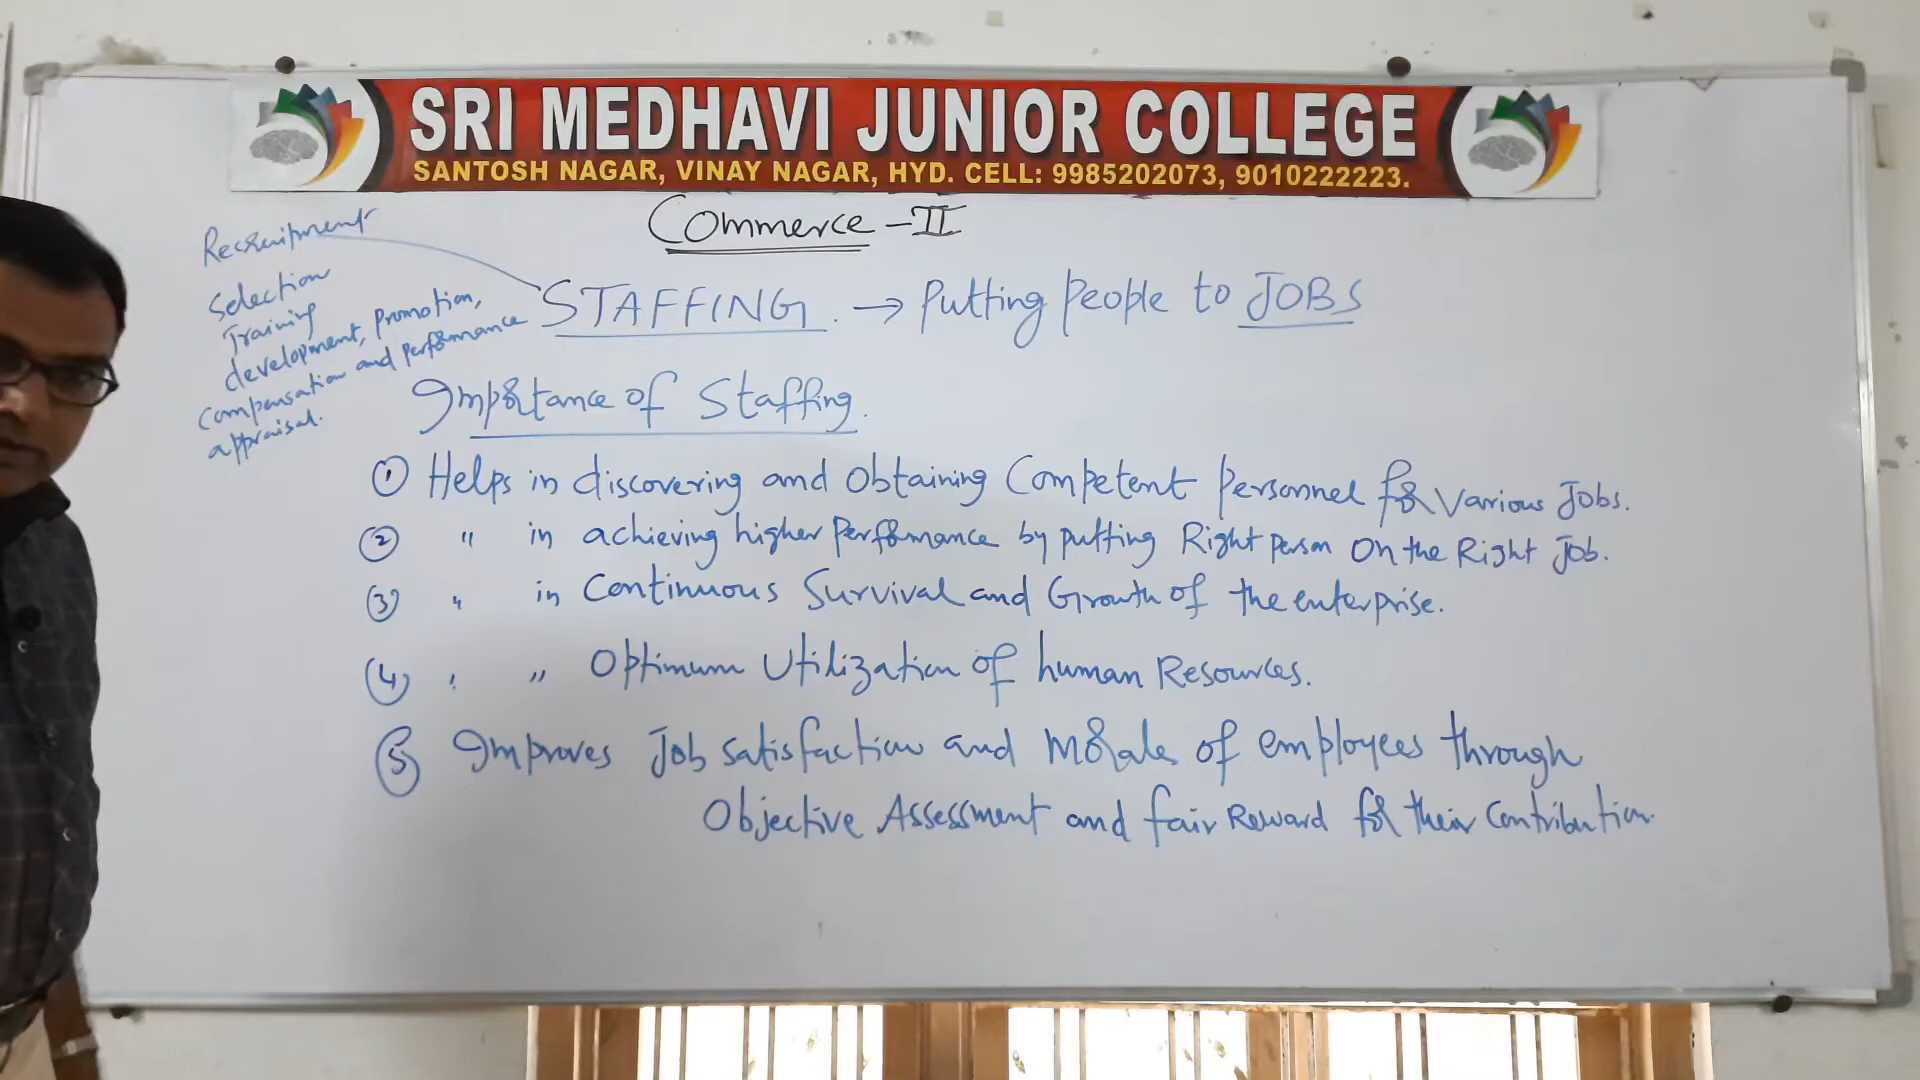 SRI MEDHAVI JUNIOR COLLEGE
SANTOSH NAGAR, VINAY NAGAR, HYD. CELL: 9985202073, 9010222223.
Commerce - II
Recruitment
Selection
Training
development, promotion,
Compensation and performance
appraisal.
STAFFING. → Putting People to JOBS
Importance of Staffing.
① Helps in discovering and Obtaining Competent Personnel for Various Jobs.
② " in achieving higher Performance by putting Right Person On the Right Job.
③ " in Continuous Survival and Growth of the enterprise.
④ " " Optimum Utilization of human Resources.
⑤ Improves Job Satisfaction and Morale of employees through
Objective Assessment and fair Reward for their Contribution.